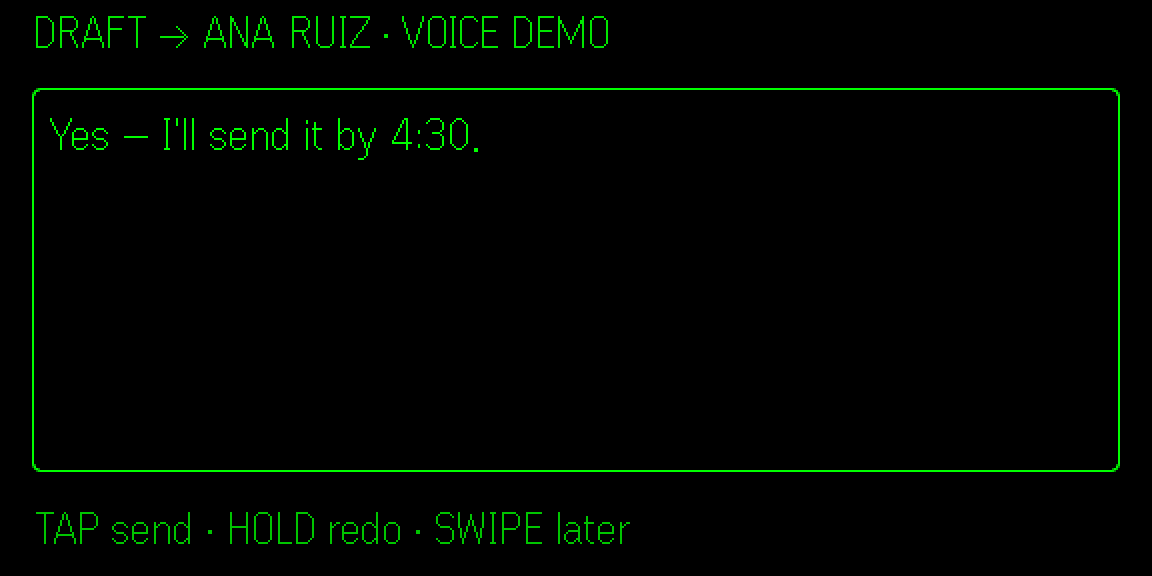 DRAFT → ANA RUIZ · VOICE DEMO
Yes — I'll send it by 4:30.
TAP send · HOLD redo · SWIPE later